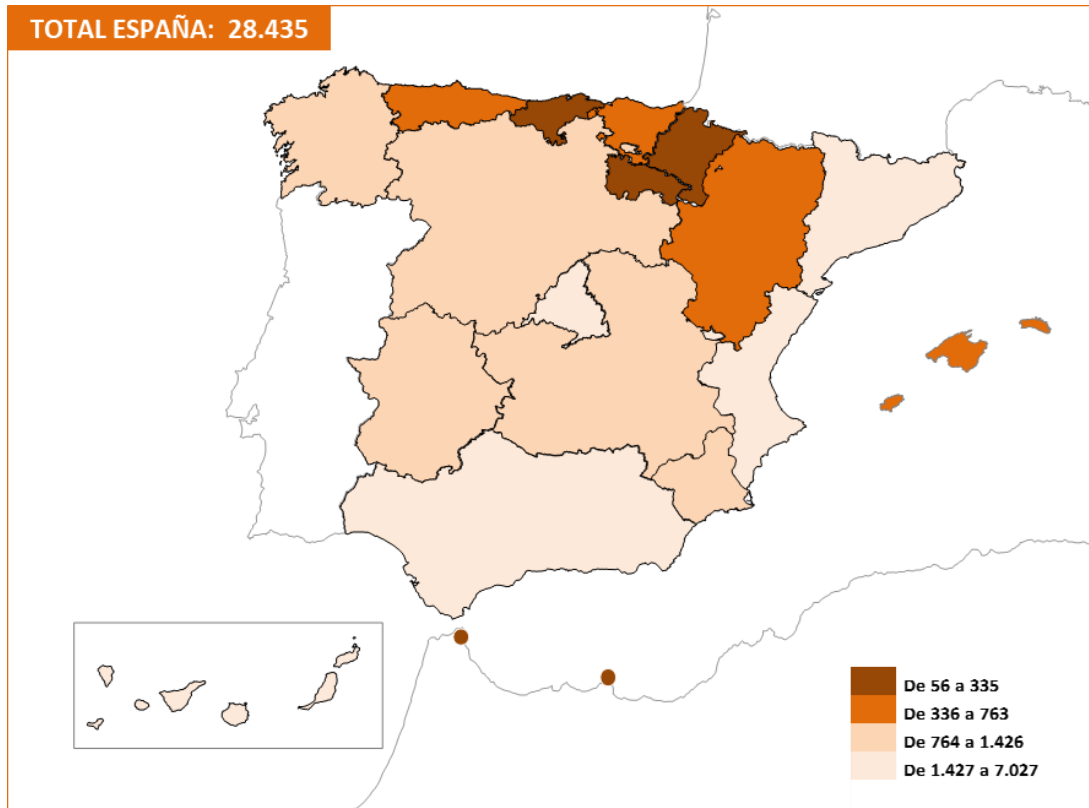 TOTAL ESPAÑA: 28.435
De 56 a 335
De 336 a 763
De 764 a 1.426
De 1.427 a 7.027